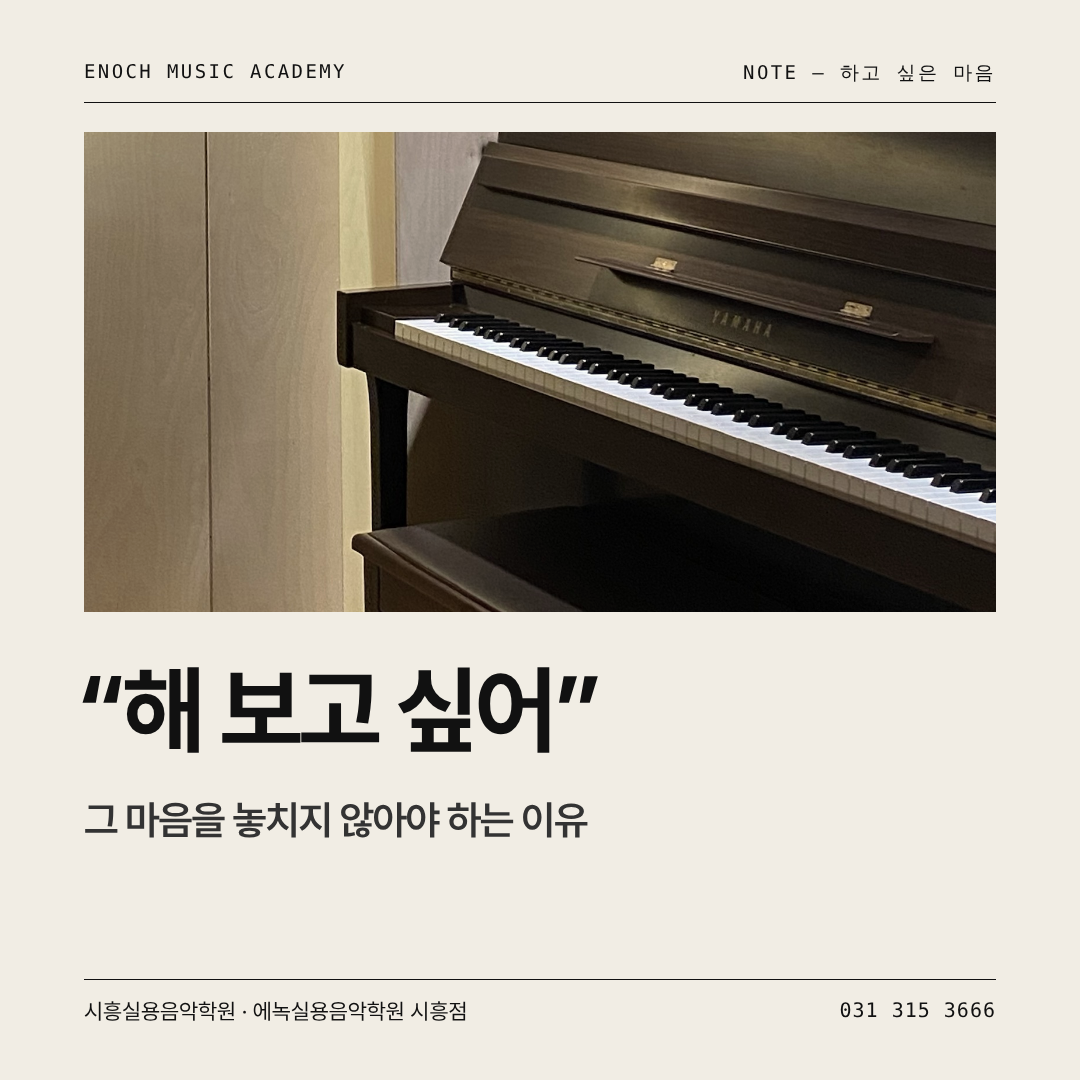 ENOCH MUSIC ACADEMY
NOTE — 하고 싶은 마음
YAMAHA
“해 보고 싶어”
그 마음을 놓치지 않아야 하는 이유
시흥실용음악학원 · 에녹실용음악학원 시흥점
031 315 3666